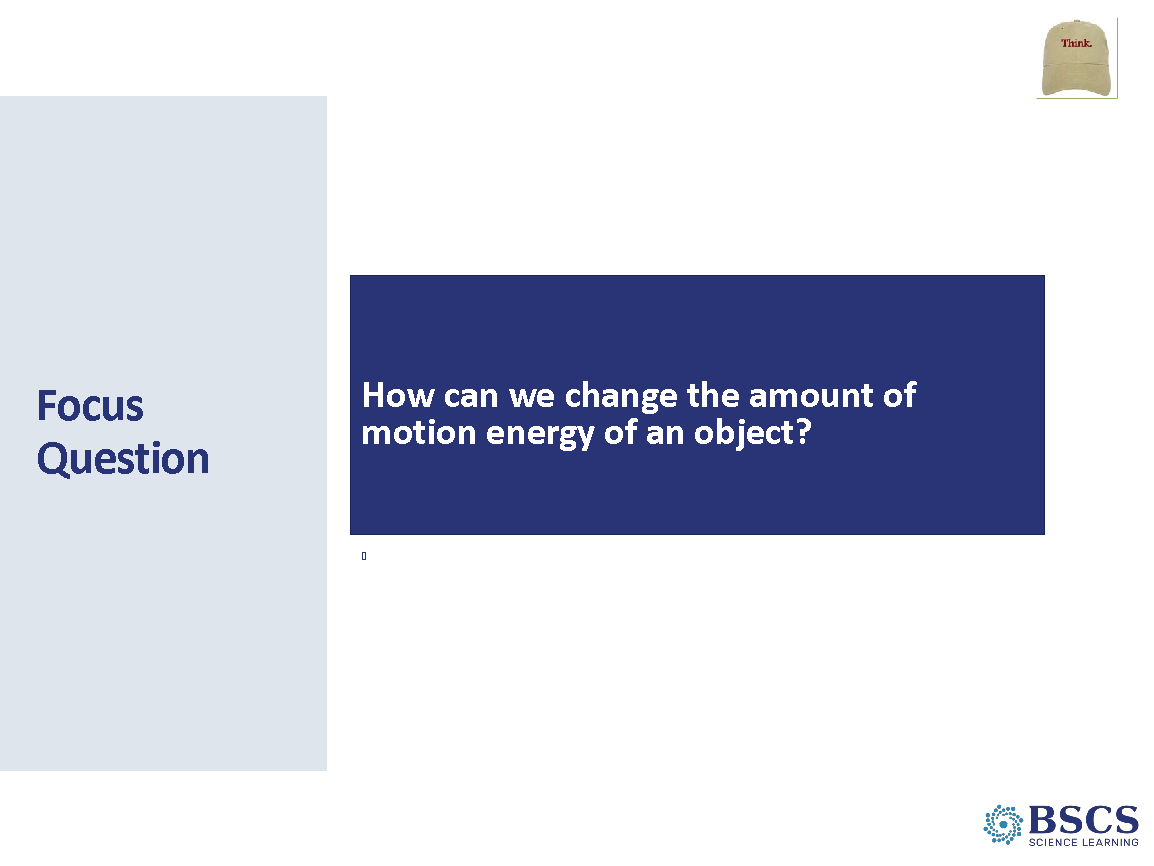 Think.
Focus
Question
How can we change the amount of
motion energy of an object?
BSCS
SCIENCE LEARNING